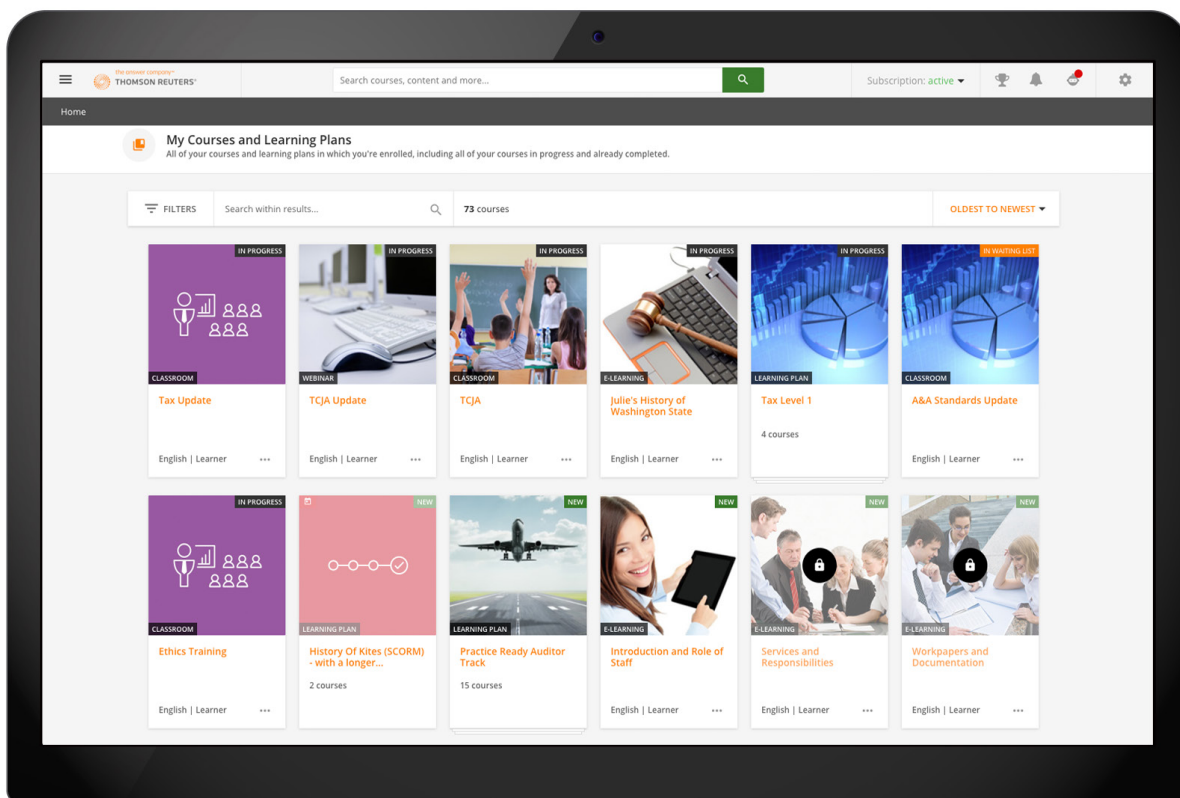 the answer company™
THOMSON REUTERS®
Search courses, content and more...
Subscription: active
Home
My Courses and Learning Plans
All of your courses and learning plans in which you're enrolled, including all of your courses in progress and already completed.
FILTERS
Search within results...
73 courses
OLDEST TO NEWEST
IN PROGRESS
CLASSROOM
Tax Update
English | Learner
IN PROGRESS
WEBINAR
TCJA Update
English | Learner
IN PROGRESS
CLASSROOM
TCJA
English | Learner
IN PROGRESS
E-LEARNING
Julie's History of
Washington State
English | Learner
IN PROGRESS
LEARNING PLAN
Tax Level 1
4 courses
IN WAITING LIST
CLASSROOM
A&A Standards Update
English | Learner
IN PROGRESS
CLASSROOM
Ethics Training
English | Learner
NEW
LEARNING PLAN
History Of Kites (SCORM)
- with a longer...
2 courses
NEW
LEARNING PLAN
Practice Ready Auditor
Track
15 courses
NEW
E-LEARNING
Introduction and Role of
Staff
English | Learner
NEW
E-LEARNING
Services and
Responsibilities
English | Learner
NEW
E-LEARNING
Workpapers and
Documentation
English | Learner